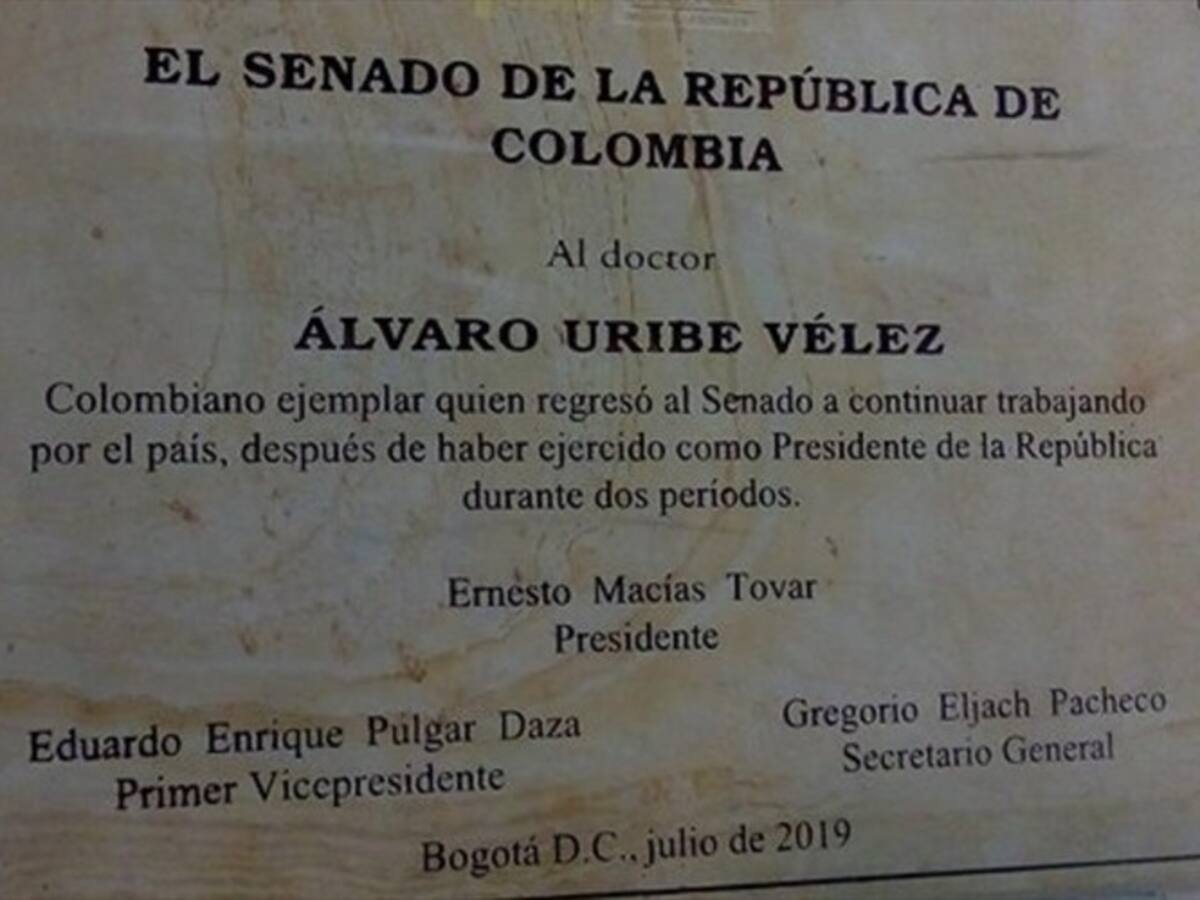 EL SENADO DE LA REPÚBLICA DE
COLOMBIA
Al doctor
ÁLVARO URIBE VÉLEZ
Colombiano ejemplar quien regresó al Senado a continuar trabajando
por el país, después de haber ejercido como Presidente de la República
durante dos períodos.
Ernesto Macías Tovar
Presidente
Eduardo Enrique Pulgar Daza
Primer Vicepresidente
Gregorio Eljach Pacheco
Secretario General
Bogotá D.C., julio de 2019